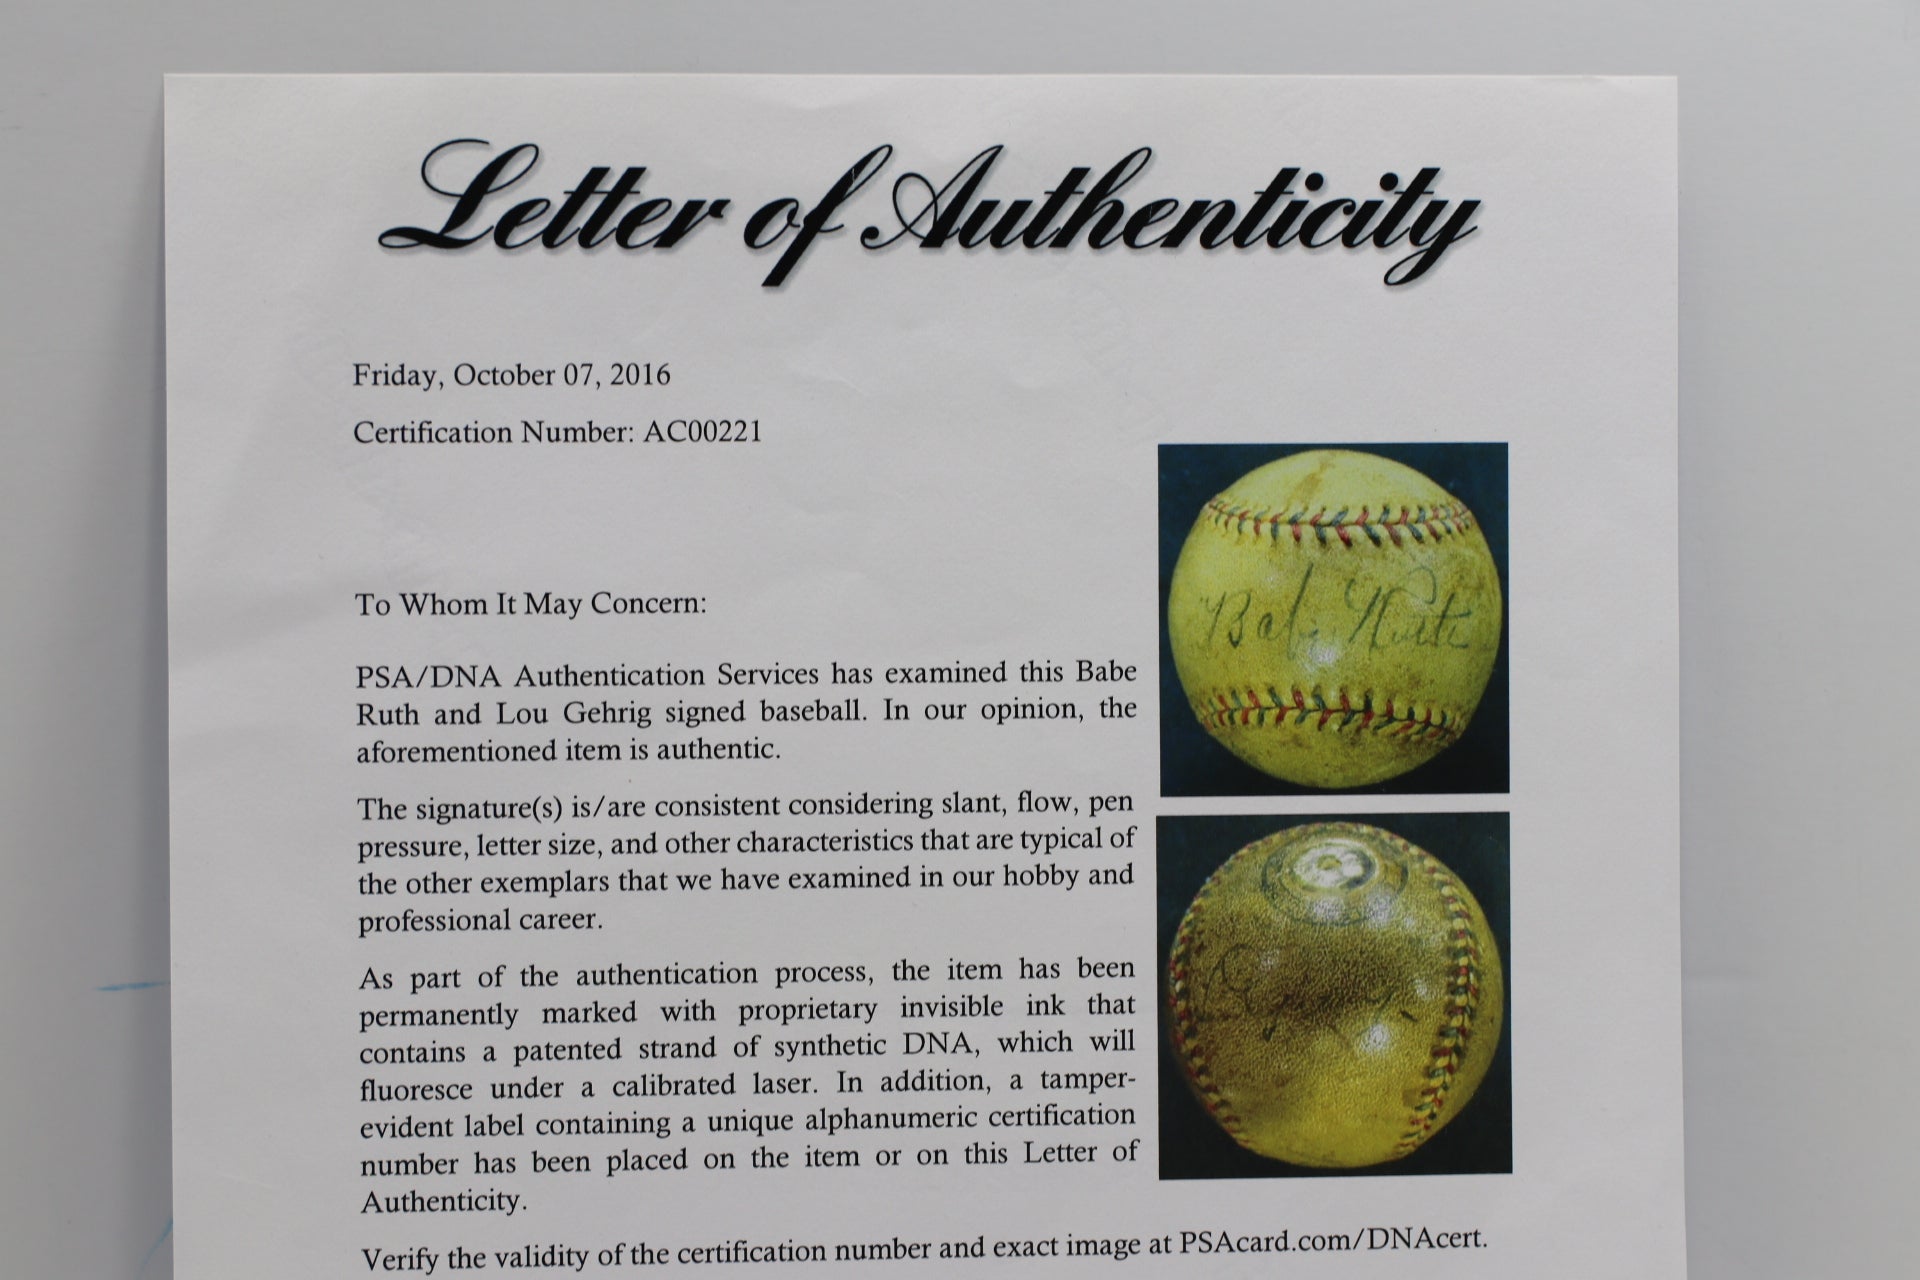 Letter of Authenticity
Friday, October 07, 2016
Certification Number: AC00221
To Whom It May Concern:
PSA/DNA Authentication Services has examined this Babe
Ruth and Lou Gehrig signed baseball. In our opinion, the
aforementioned item is authentic.
The signature(s) is/are consistent considering slant, flow, pen
pressure, letter size, and other characteristics that are typical of
the other exemplars that we have examined in our hobby and
professional career.
As part of the authentication process, the item has been
permanently marked with proprietary invisible ink that
contains a patented strand of synthetic DNA, which will
fluoresce under a calibrated laser. In addition, a tamper-
evident label containing a unique alphanumeric certification
number has been placed on the item or on this Letter of
Authenticity.
Verify the validity of the certification number and exact image at PSAcard.com/DNAcert.
"Babe Ruth"